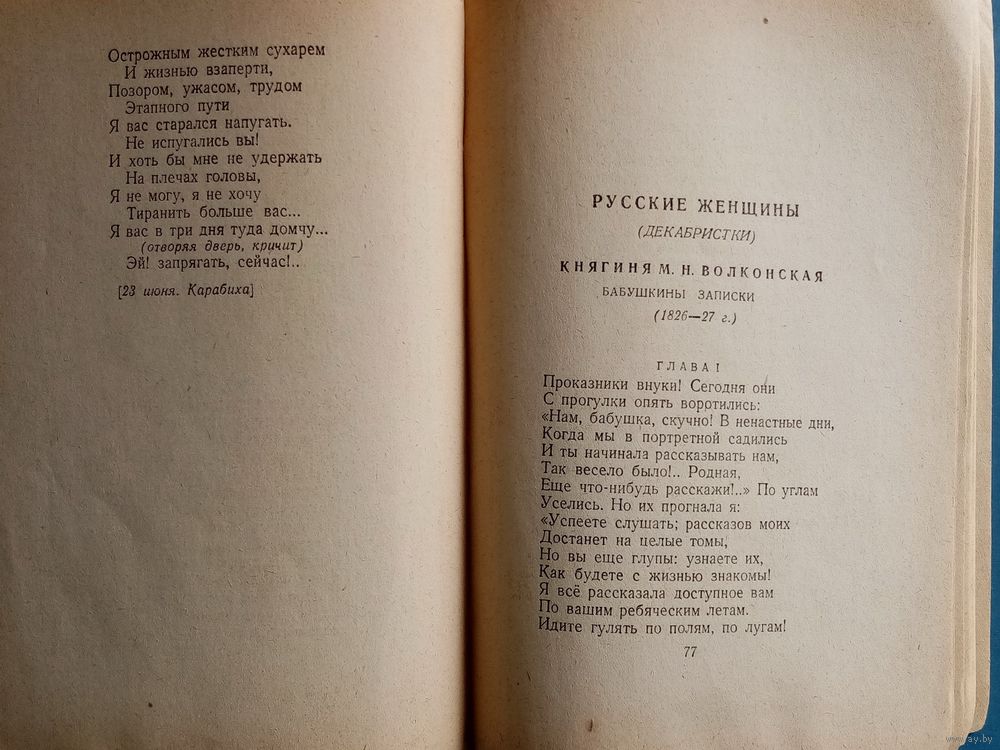 Острожным жестким сухарем
И жизнью взаперти,
Позором, ужасом, трудом
Этапного пути
Я вас старался напугать.
Не испугались вы!
И хоть бы мне не удержать
На плечах головы,
Я не могу, я не хочу
Тиранить больше вас...
Я вас в три дня туда домчу...
(отворяя дверь, кричит)
Эй! запрягать, сейчас!..
[23 июня. Карабиха]
РУССКИЕ ЖЕНЩИНЫ
(ДЕКАБРИСТКИ)
КНЯГИНЯ М. Н. ВОЛКОНСКАЯ
БАБУШКИНЫ ЗАПИСКИ
(1826—27 г.)
ГЛАВА I
Проказники внуки! Сегодня они
С прогулки опять воротились:
«Нам, бабушка, скучно! В ненастные дни,
Когда мы в портретной садились
И ты начинала рассказывать нам,
Так весело было!.. Родная,
Еще что-нибудь расскажи!..» По углам
Уселись. Но их прогнала я:
«Успеете слушать; рассказов моих
Достанет на целые томы,
Но вы еще глупы: узнаете их,
Как будете с жизнью знакомы!
Я всё рассказала доступное вам
По вашим ребяческим летам.
Идите гулять по полям, по лугам!
77
www.ay.by